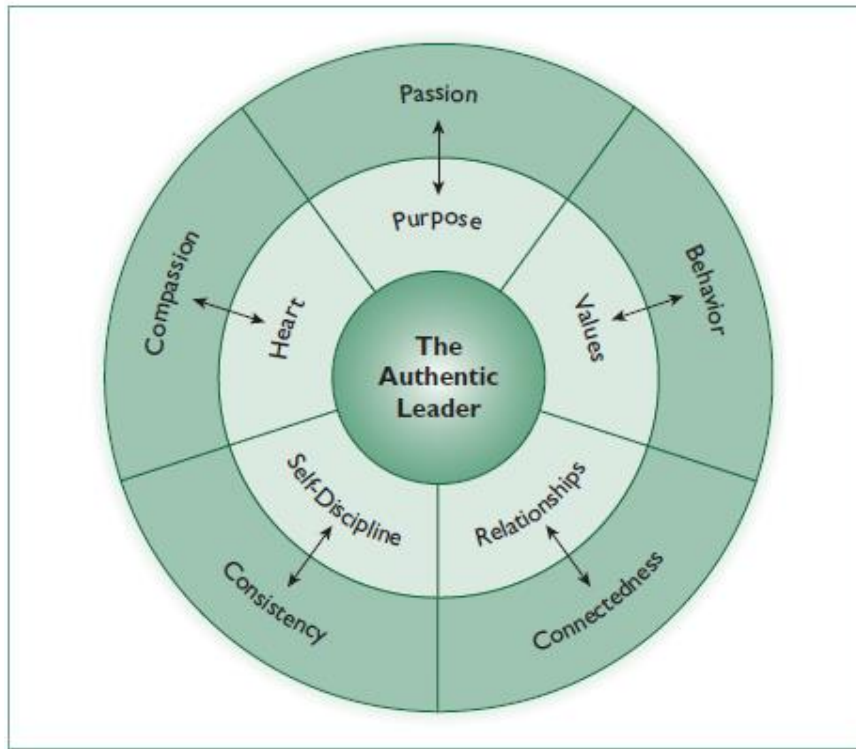 Passion
Purpose
Compassion
Heart
Values
Behavior
The
Authentic
Leader
Self-Discipline
Relationships
Consistency
Connectedness